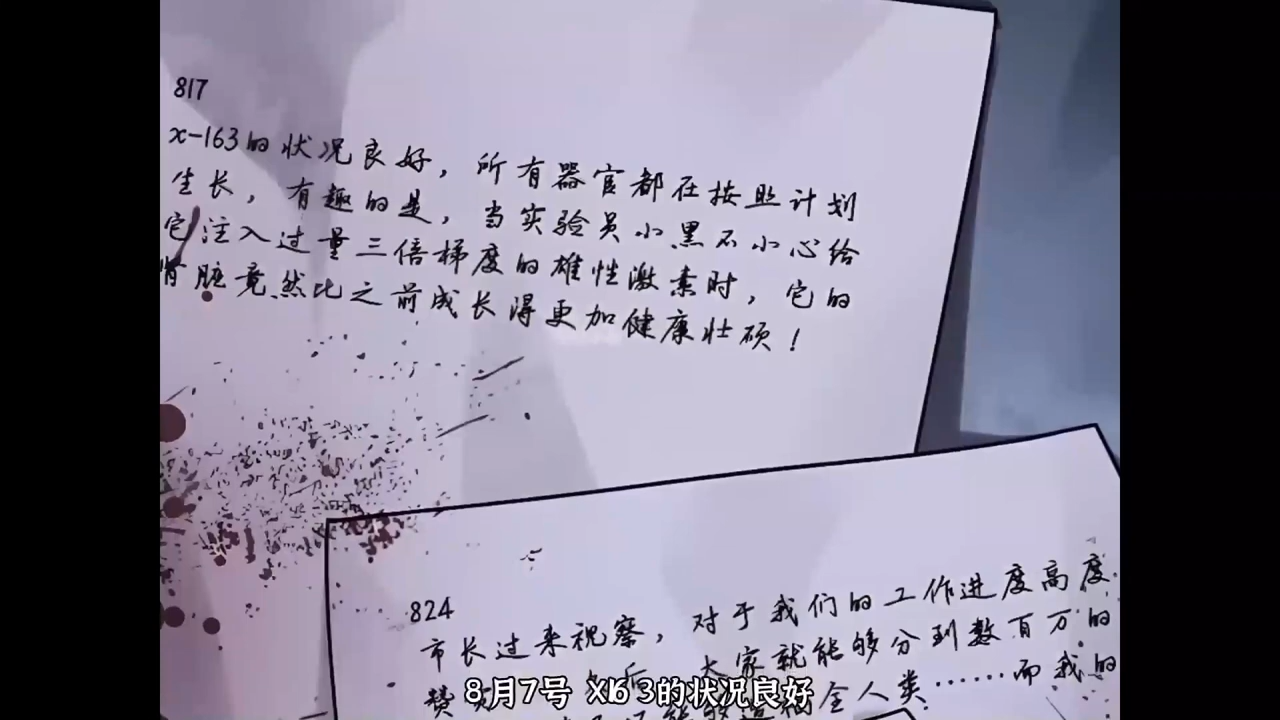 817
x-163的状况良好，所有器官都在按照计划
生长，有趣的是，当实验员小黑不小心给
它注入过量三倍梯度的雄性激素时，它的
肾脏竟然比之前成长得更加健康壮硕！
824
市长过来视察，对于我们的工作进度高度
赞 后，大家就能够分到数百万的
全人类……而我的
8月7号 X163的状况良好